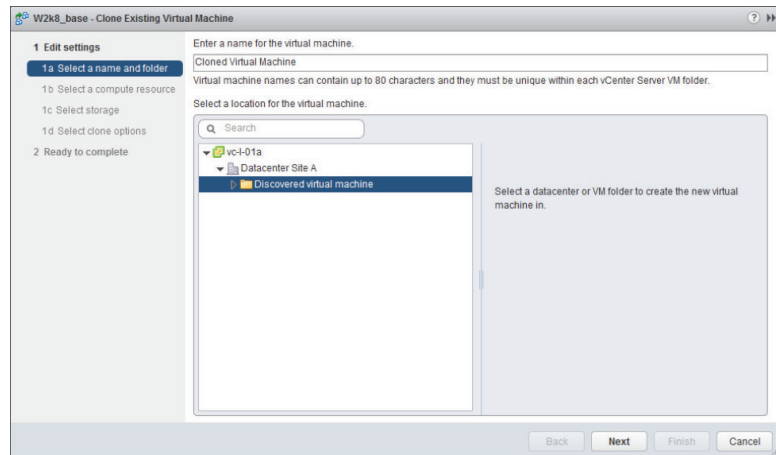 W2k8_base - Clone Existing Virtual Machine
?
1 Edit settings
1a Select a name and folder
1b Select a compute resource
1c Select storage
1d Select clone options
2 Ready to complete
Enter a name for the virtual machine.
Cloned Virtual Machine
Virtual machine names can contain up to 80 characters and they must be unique within each vCenter Server VM folder.
Select a location for the virtual machine.
Search
vc-l-01a
Datacenter Site A
Discovered virtual machine
Select a datacenter or VM folder to create the new virtual
machine in.
Back
Next
Finish
Cancel